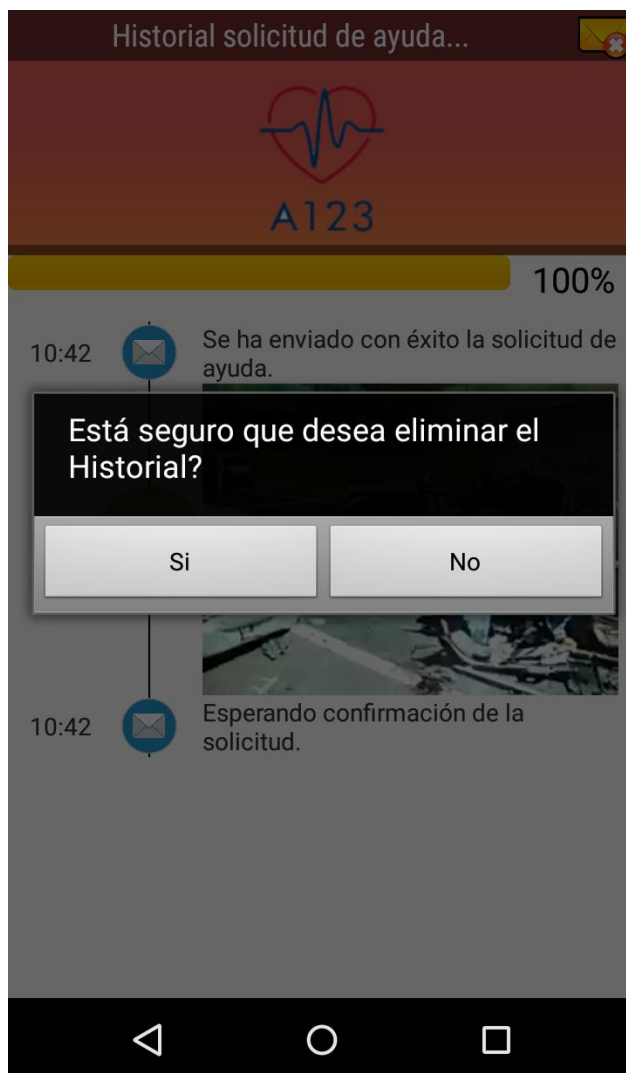 Historial solicitud de ayuda...
A123
100%
10:42
Se ha enviado con éxito la solicitud de
ayuda.
Está seguro que desea eliminar el
Historial?
Si
No
10:42
Esperando confirmación de la
solicitud.